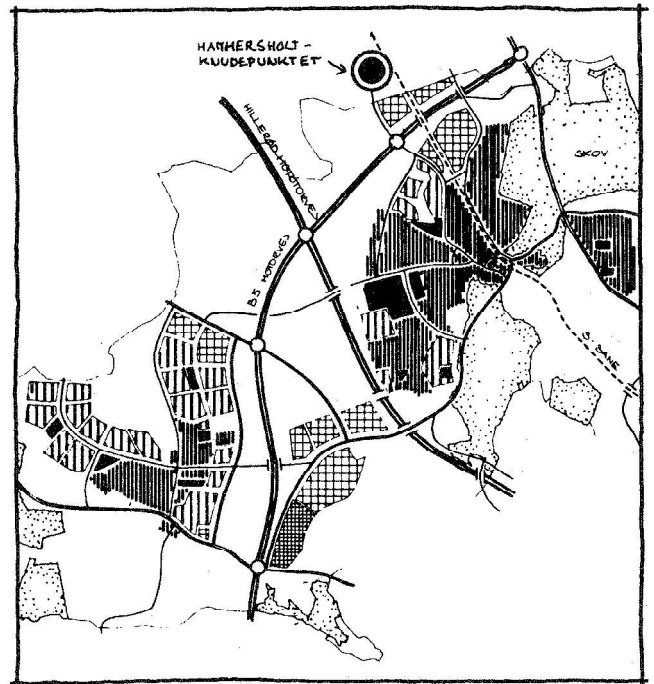 HAMMERSHOLT-
KNUDEPUNKTET
HILLERØD MOTORVEJ
B5 MOTORVEJ
SKOV
S BANE